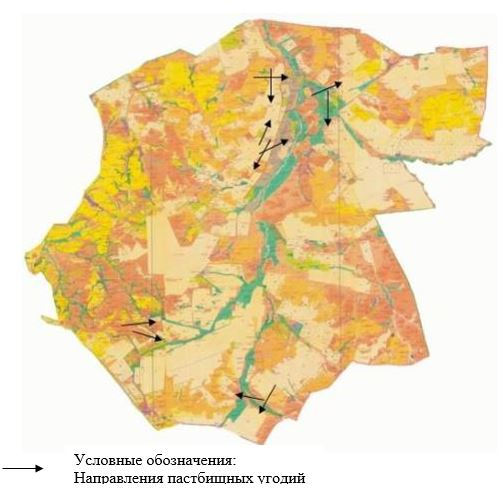 Условные обозначения:
Направления пастбищных угодий